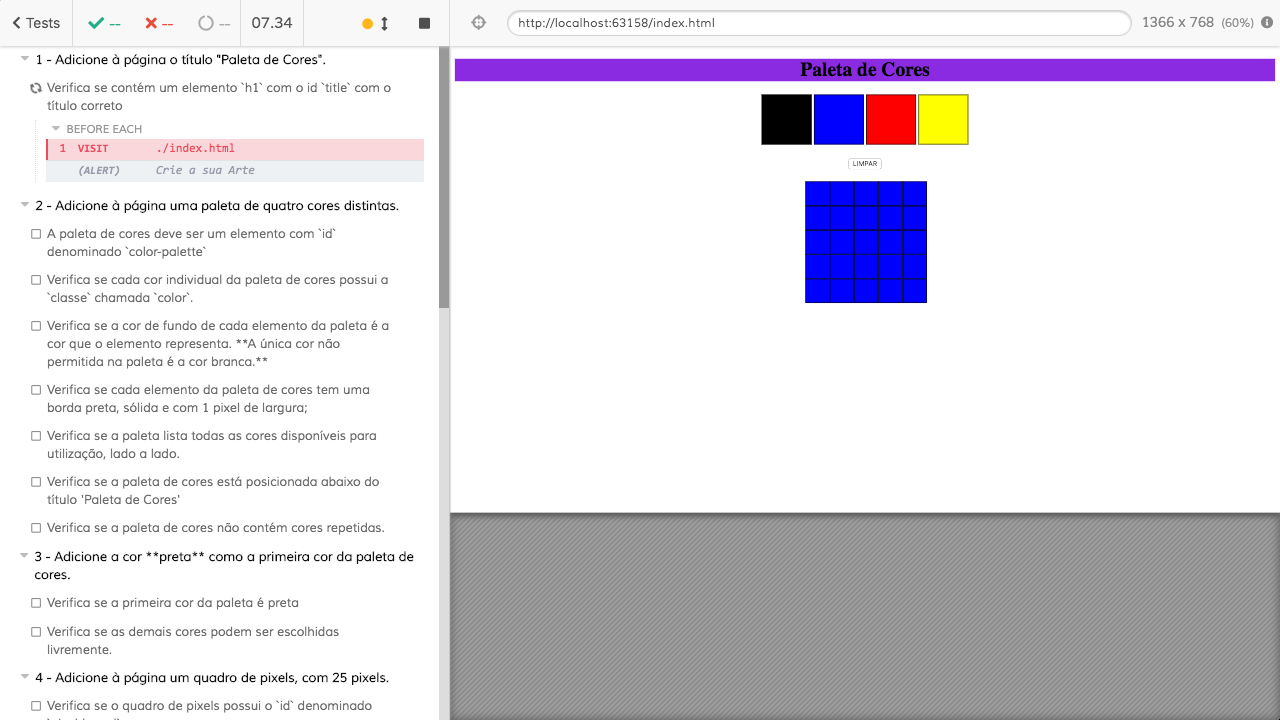 Tests
--
--
--
07.34
http://localhost:63158/index.html
1366 x 768 (60%)
1 - Adicione à página o título "Paleta de Cores".
Verifica se contém um elemento `h1` com o id `title` com o
título correto
BEFORE EACH
1 VISIT ./index.html
(ALERT) Crie a sua Arte
2 - Adicione à página uma paleta de quatro cores distintas.
A paleta de cores deve ser um elemento com `id`
denominado `color-palette`
Verifica se cada cor individual da paleta de cores possui a
`classe` chamada `color`.
Verifica se a cor de fundo de cada elemento da paleta é a
cor que o elemento representa. **A única cor não
permitida na paleta é a cor branca.**
Verifica se cada elemento da paleta de cores tem uma
borda preta, sólida e com 1 pixel de largura;
Verifica se a paleta lista todas as cores disponíveis para
utilização, lado a lado.
Verifica se a paleta de cores está posicionada abaixo do
título 'Paleta de Cores'
Verifica se a paleta de cores não contém cores repetidas.
3 - Adicione a cor **preta** como a primeira cor da paleta de
cores.
Verifica se a primeira cor da paleta é preta
Verifica se as demais cores podem ser escolhidas
livremente.
4 - Adicione à página um quadro de pixels, com 25 pixels.
Verifica se o quadro de pixels possui o `id` denominado
Paleta de Cores
LIMPAR